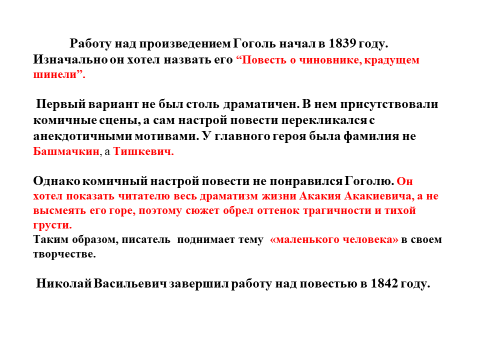 Работу над произведением Гоголь начал в 1839 году.
Изначально он хотел назвать его “Повесть о чиновнике, крадущем
шинели”.
Первый вариант не был столь драматичен. В нем присутствовали
комичные сцены, а сам настрой повести перекликался с
анекдотичными мотивами. У главного героя была фамилия не
Башмачкин, а Тишкевич.
Однако комичный настрой повести не понравился Гоголю. Он
хотел показать читателю весь драматизм жизни Акакия Акакиевича, а не
высмеять его горе, поэтому сюжет обрел оттенок трагичности и тихой
грусти.
Таким образом, писатель поднимает тему «маленького человека» в своем
творчестве.
Николай Васильевич завершил работу над повестью в 1842 году.